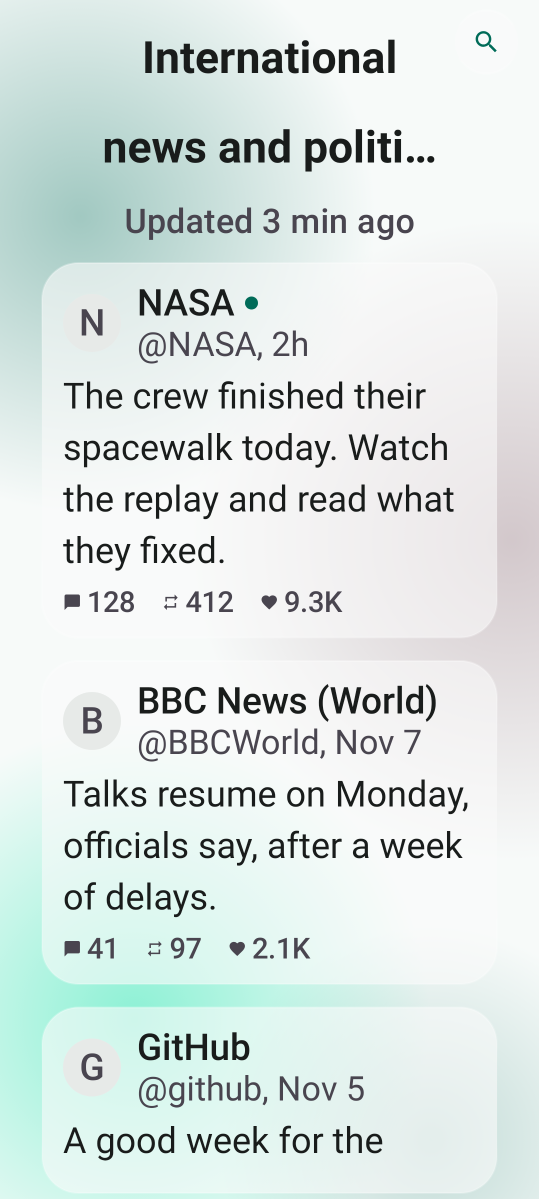 International
news and politi…
Updated 3 min ago
N
NASA
@NASA, 2h
The crew finished their
spacewalk today. Watch
the replay and read what
they fixed.
128 412 9.3K
B
BBC News (World)
@BBCWorld, Nov 7
Talks resume on Monday,
officials say, after a week
of delays.
41 97 2.1K
G
GitHub
@github, Nov 5
A good week for the